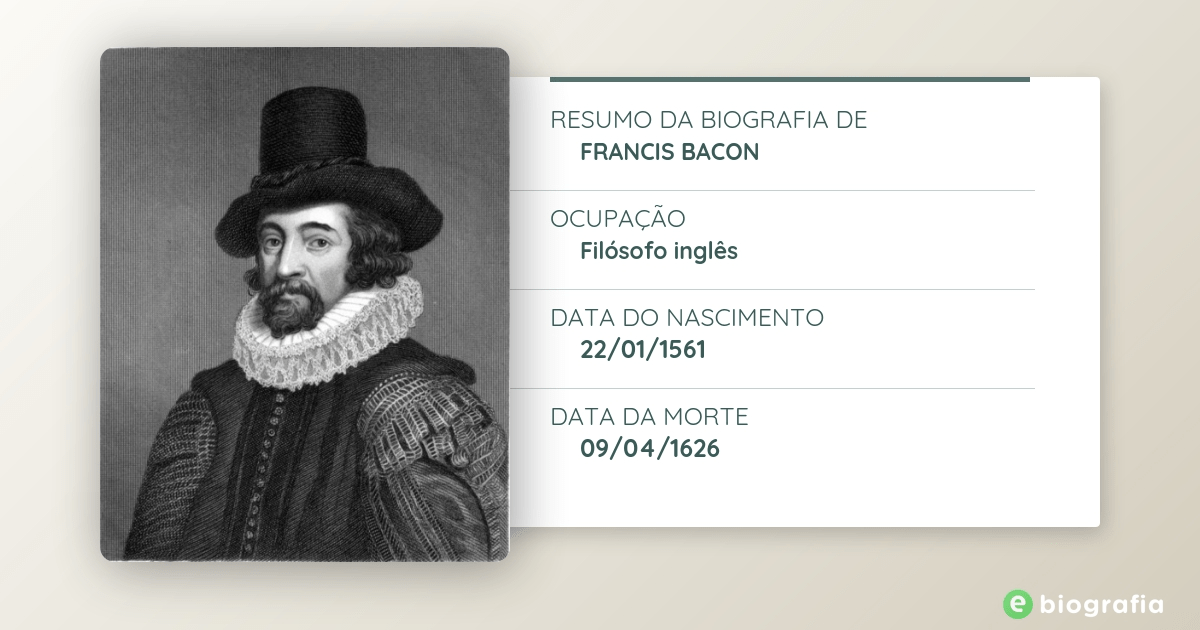 RESUMO DA BIOGRAFIA DE
FRANCIS BACON
OCUPAÇÃO
Filósofo inglês
DATA DO NASCIMENTO
22/01/1561
DATA DA MORTE
09/04/1626
e biografia